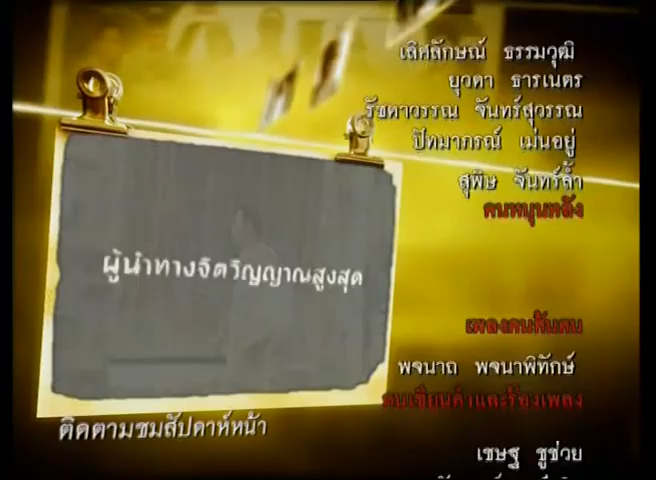 ผู้นำทางจิตวิญญาณสูงสุด
ติดตามชมสัปดาห์หน้า
เลิศลักษณ์ ธรรมวุฒิ
ยุวดา ธารเนตร
รัชดาวรรณ จันทร์สุวรรณ
ปัทมาภรณ์ เม่นอยู่
สุพิษ จันทร์ล้ำ
คนหนุนหลัง
เพลงคนค้นฅน
พจนาถ พจนาพิทักษ์
คนเขียนคำและร้องเพลง
เชษฐ ชูช่วย